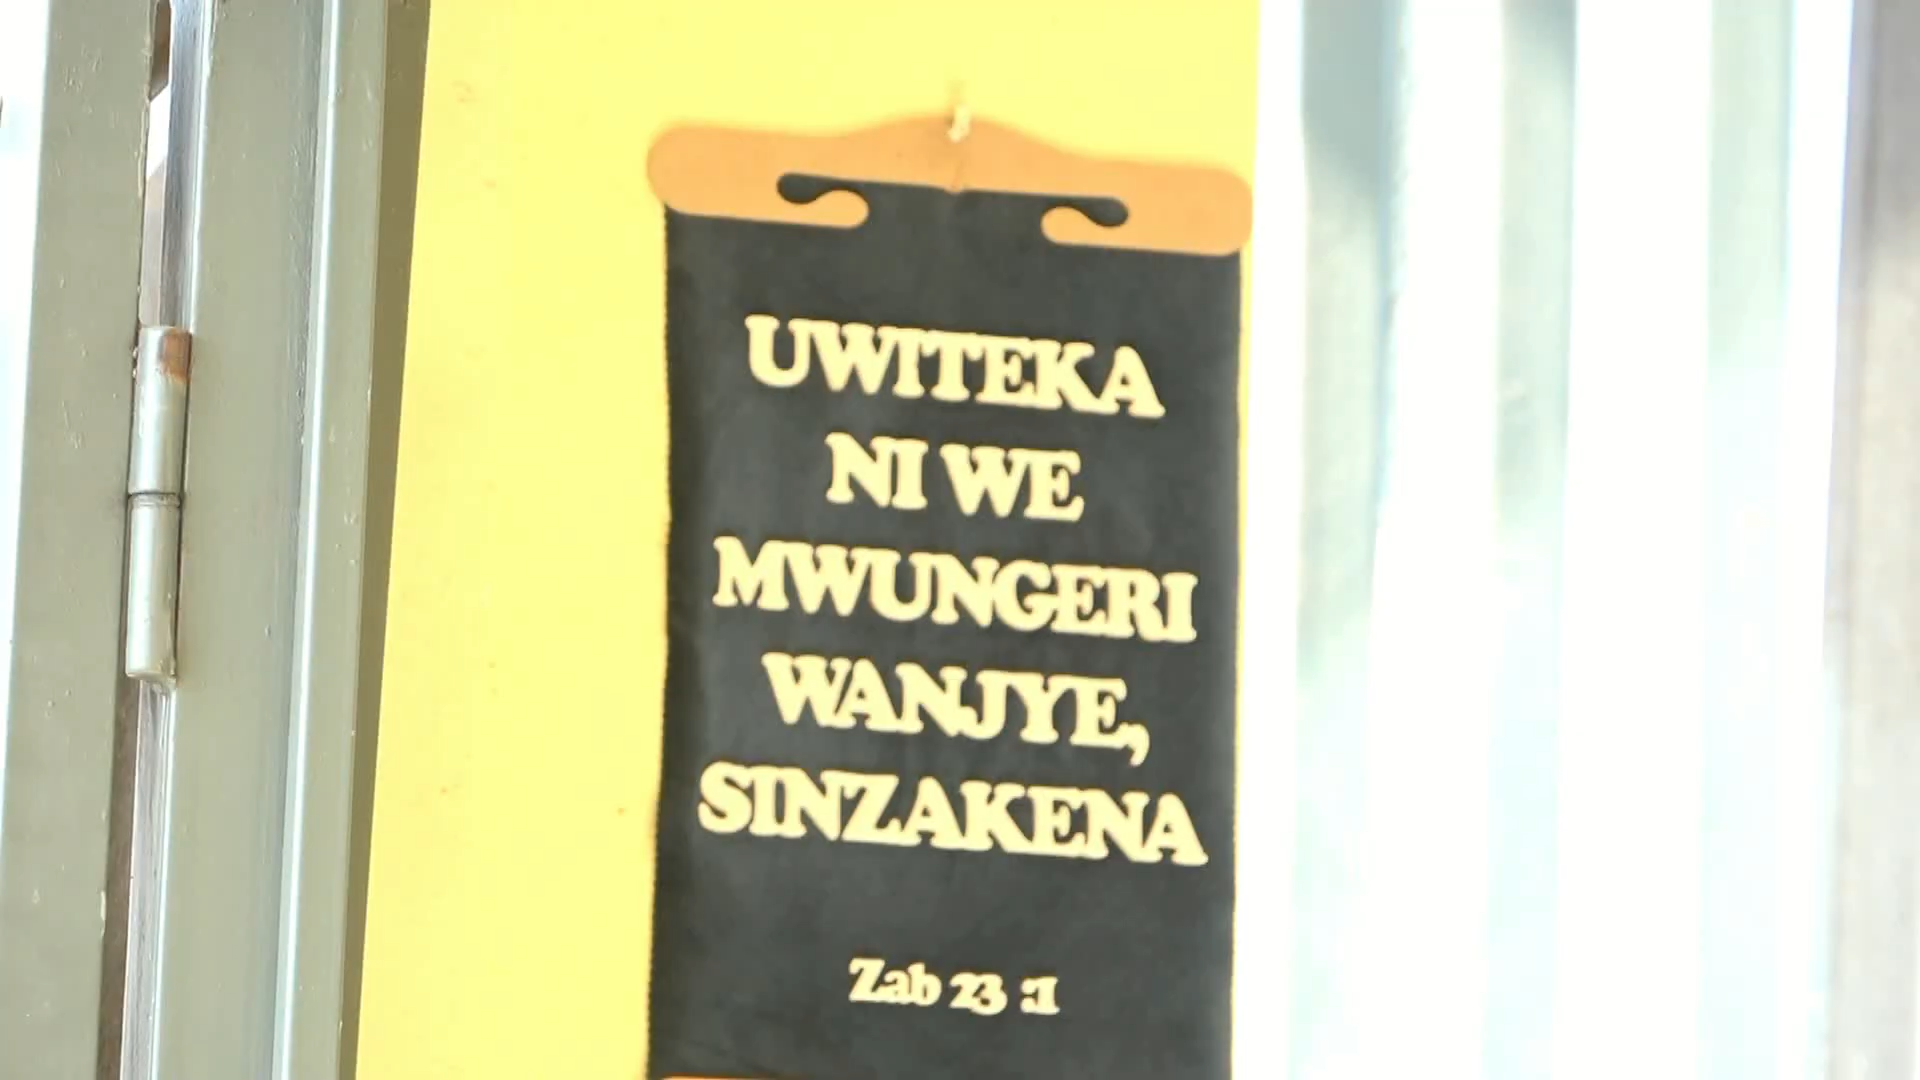 UWITEKA
NI WE
MWUNGERI
WANJYE,
SINZAKENA
Zab 23 :1